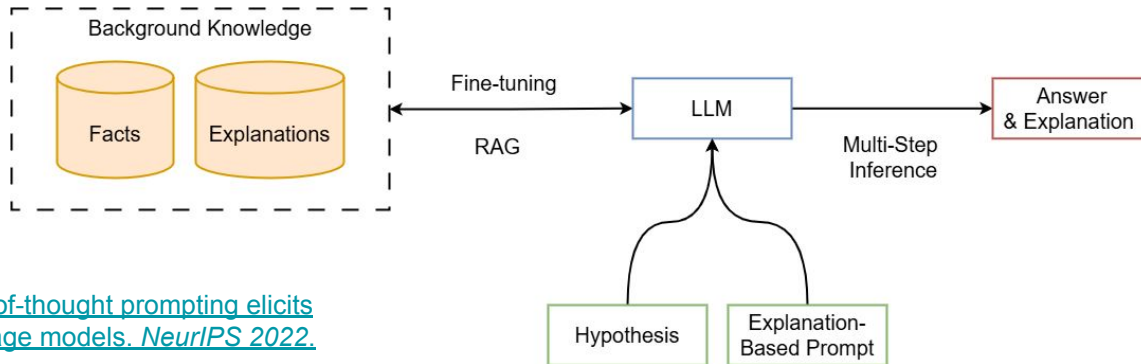 Background Knowledge
Facts
Explanations
Fine-tuning
RAG
LLM
Multi-Step
Inference
Answer
& Explanation
Hypothesis
Explanation-
Based Prompt
of-thought prompting elicits
age models. NeurIPS 2022.